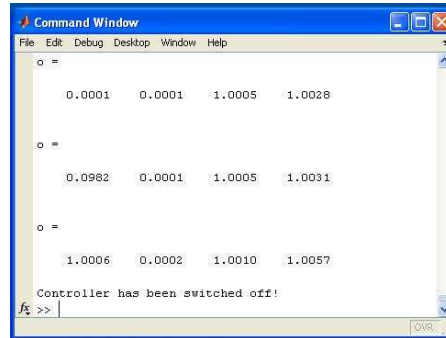 Command Window
File Edit Debug Desktop Window Help
o =
0.0001 0.0001 1.0005 1.0028
o =
0.0982 0.0001 1.0005 1.0031
o =
1.0006 0.0002 1.0010 1.0057
Controller has been switched off!
fx >>
OVR